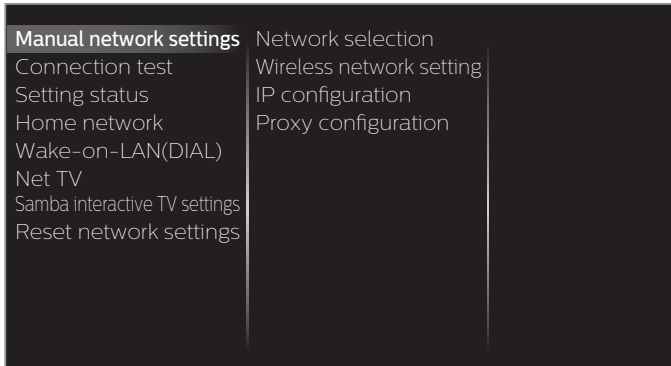 Manual network settings
Connection test
Setting status
Home network
Wake-on-LAN(DIAL)
Net TV
Samba interactive TV settings
Reset network settings
Network selection
Wireless network setting
IP configuration
Proxy configuration